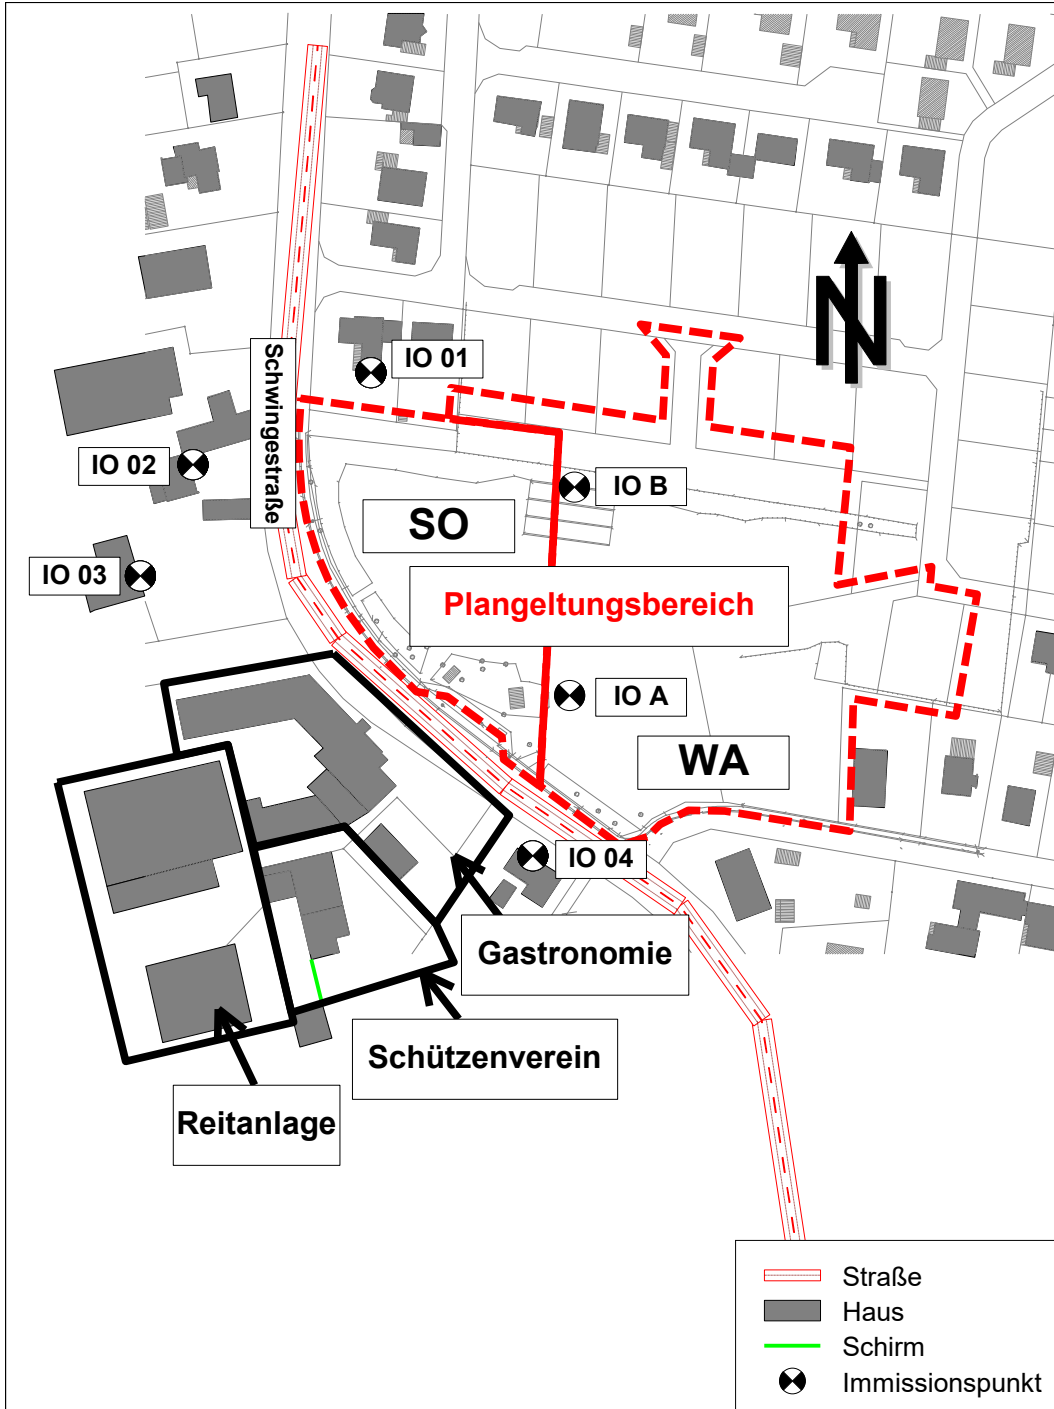 N
IO 01
Schwingestraße
IO 02
IO B
SO
IO 03
Plangeltungsbereich
IO A
WA
IO 04
Gastronomie
Schützenverein
Reitanlage
Straße
Haus
Schirm
Immissionspunkt